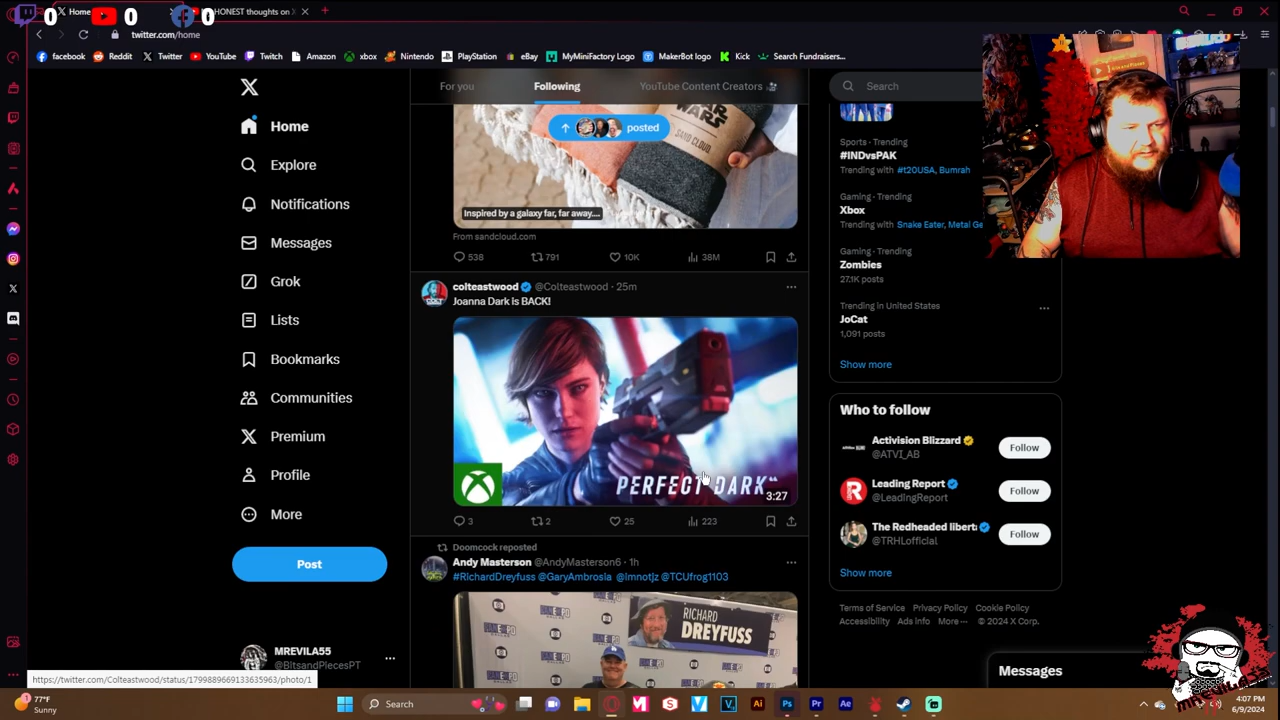 0
0
0
Home
HONEST thoughts on X
twitter.com/home
facebook
Reddit
Twitter
YouTube
Twitch
Amazon
xbox
Nintendo
PlayStation
eBay
MyMiniFactory Logo
MakerBot logo
Kick
Search Fundraisers...
Home
Explore
Notifications
Messages
Grok
Lists
Bookmarks
Communities
Premium
Profile
More
Post
MREVILA55
@BItsandPIecesPT
https://twitter.com/Colteastwood/status/1799889669133635963/photo/1
For you
Following
YouTube Content Creators
posted
WARS
SAND CLOUD
Inspired by a galaxy far, far away....
From sandcloud.com
538
791
10K
38M
colteastwood @Colteastwood · 25m
Joanna Dark is BACK!
PERFECT DARK
3:27
3
2
25
223
Doomcock reposted
Andy Masterson @AndyMasterson6 · 1h
#RichardDreyfuss @GaryAmbrosia @Imnotjz @TCUfrog1103
RICHARD
DREYFUSS
Search
Sports · Trending
#INDvsPAK
Trending with #t20USA, Bumrah
Gaming · Trending
Xbox
Trending with Snake Eater, Metal Ge
Gaming · Trending
Zombies
27.1K posts
Trending in United States
JoCat
1,091 posts
Show more
Who to follow
Activision Blizzard
@ATVI_AB
Follow
Leading Report
@LeadingReport
Follow
The Redheaded libert
@TRHLofficial
Follow
Show more
Terms of Service Privacy Policy Cookie Policy
Accessibility Ads info More ··· © 2024 X Corp.
Messages
77°F
Sunny
Search
4:07 PM
6/9/2024